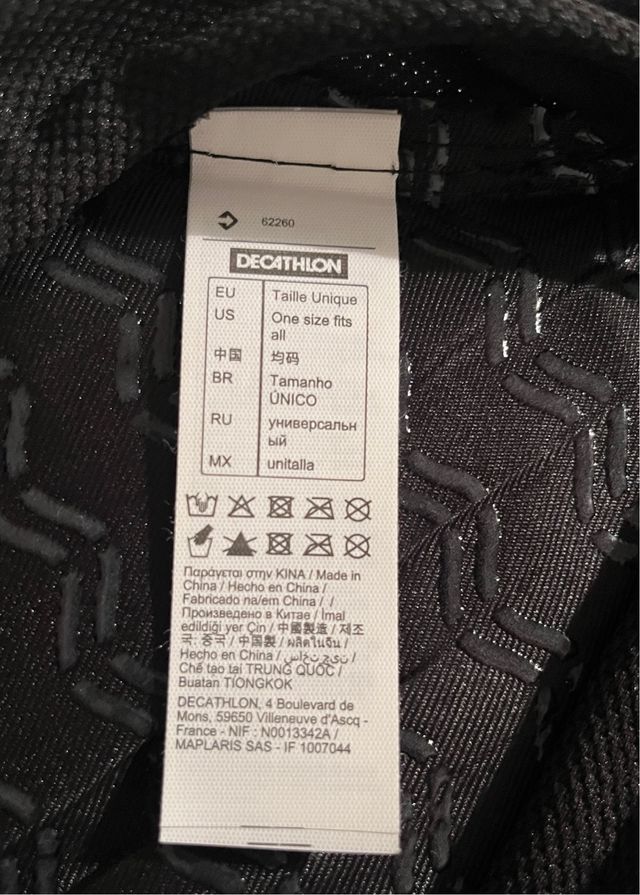 62260
DECATHLON
EU Taille Unique
US One size fits
all
中国 均码
BR Tamanho
ÚNICO
RU универсальн
ый
MX unitalla
Παράγεται στην KINA / Made in
China / Hecho en China /
Fabricado na/em China / /
Произведено в Китае / İmal
edildiği yer Çin / 中國製造 / 제조
국: 중국 / 中国製 / ผลิตในจีน /
Hecho en China / ساخت چین /
Chế tạo tại TRUNG QUỐC /
Buatan TIONGKOK
DECATHLON, 4 Boulevard de
Mons, 59650 Villeneuve d'Ascq -
France - NIF : N0013342A /
MAPLARIS SAS - IF 1007044